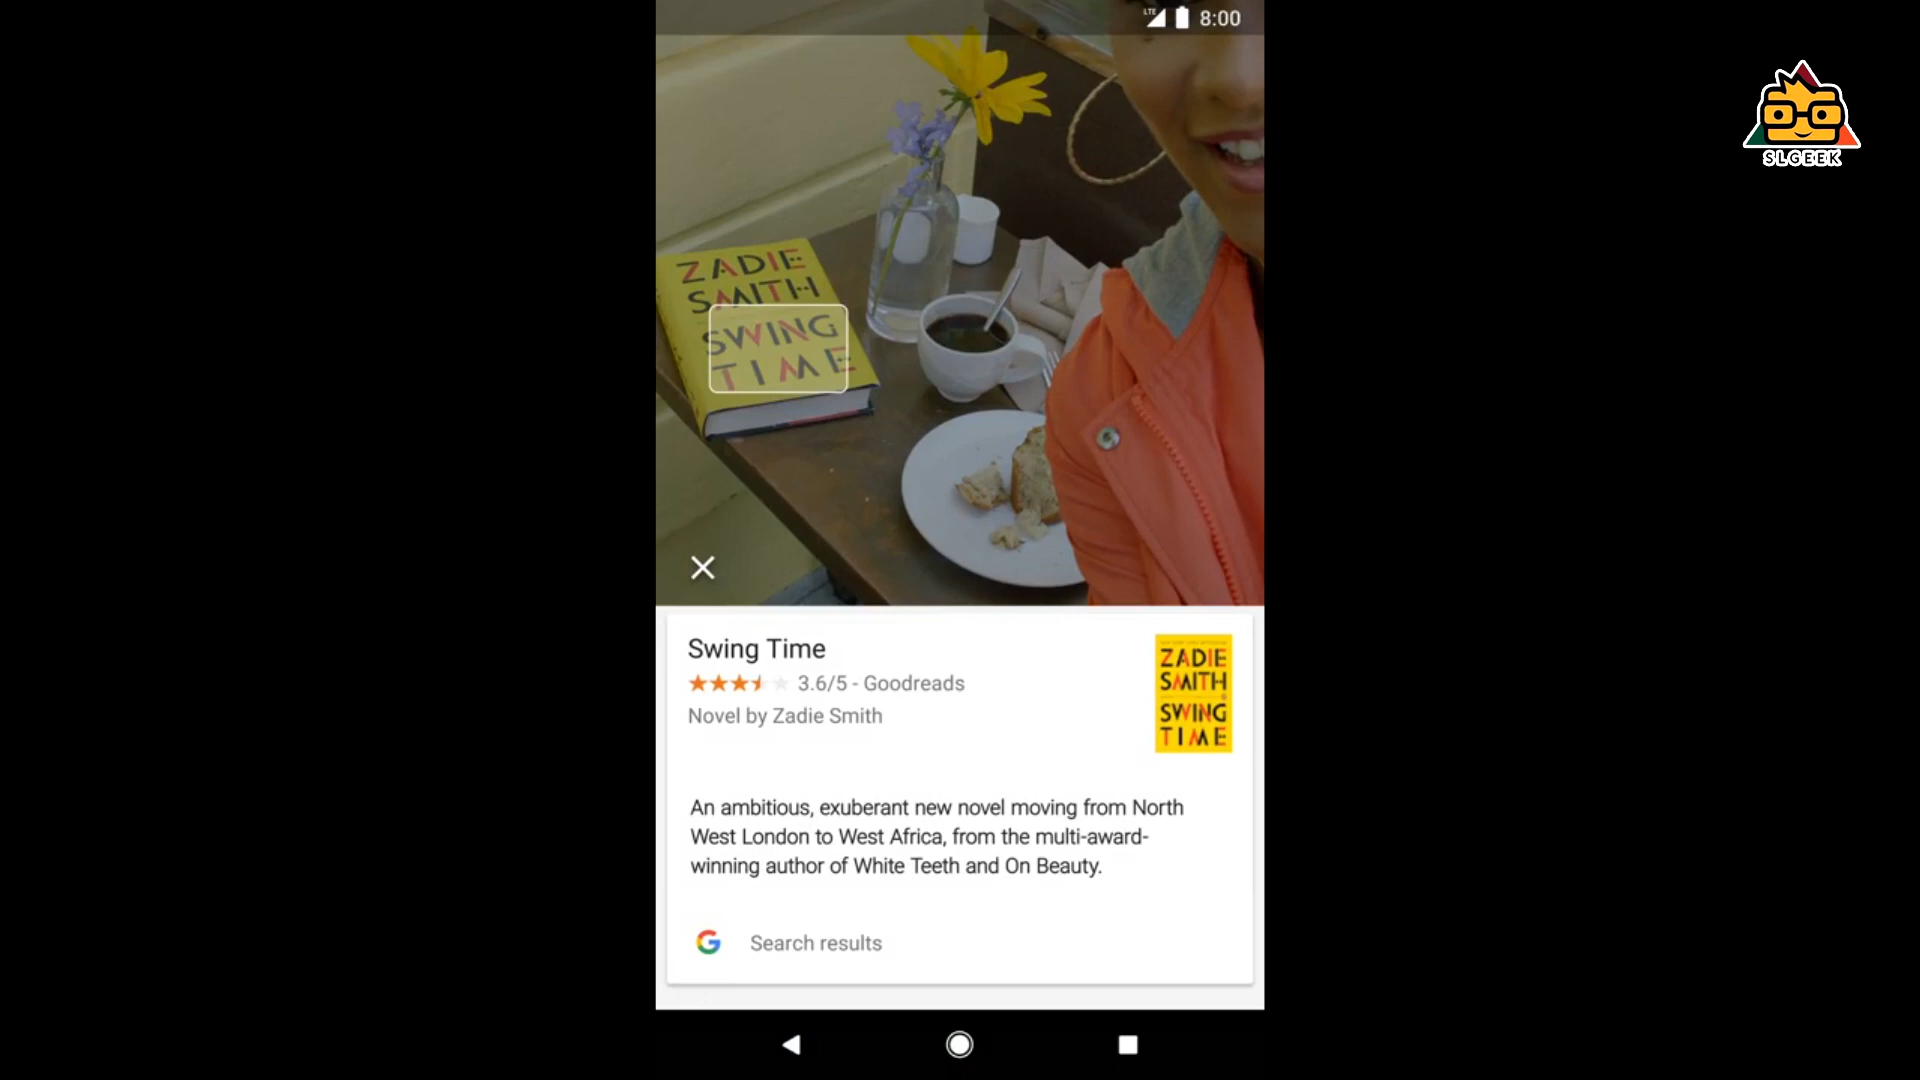 LTE 8:00
SLGEEK
ZADIE
SMITH
SWING
TIME
Swing Time
3.6/5 - Goodreads
Novel by Zadie Smith
ZADIE
SMITH
SWING
TIME
An ambitious, exuberant new novel moving from North
West London to West Africa, from the multi-award-
winning author of White Teeth and On Beauty.
Search results